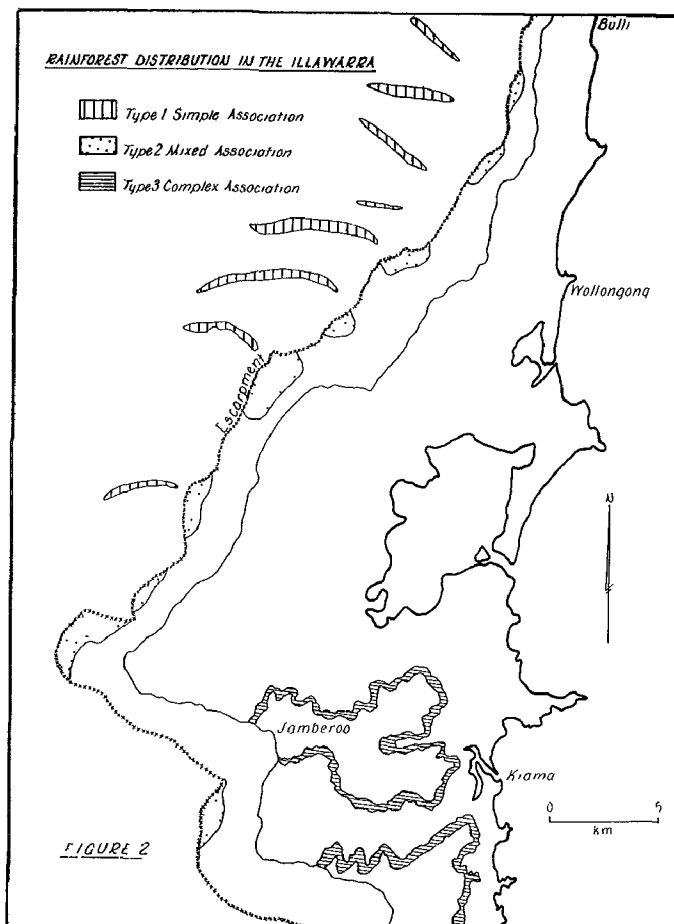 Bulli
RAINFOREST DISTRIBUTION IN THE ILLAWARRA
Type 1 Simple Association
Type 2 Mixed Association
Type 3 Complex Association
Wollongong
Escarpment
N
Jamberoo
Kiama
0 5
km
FIGURE 2